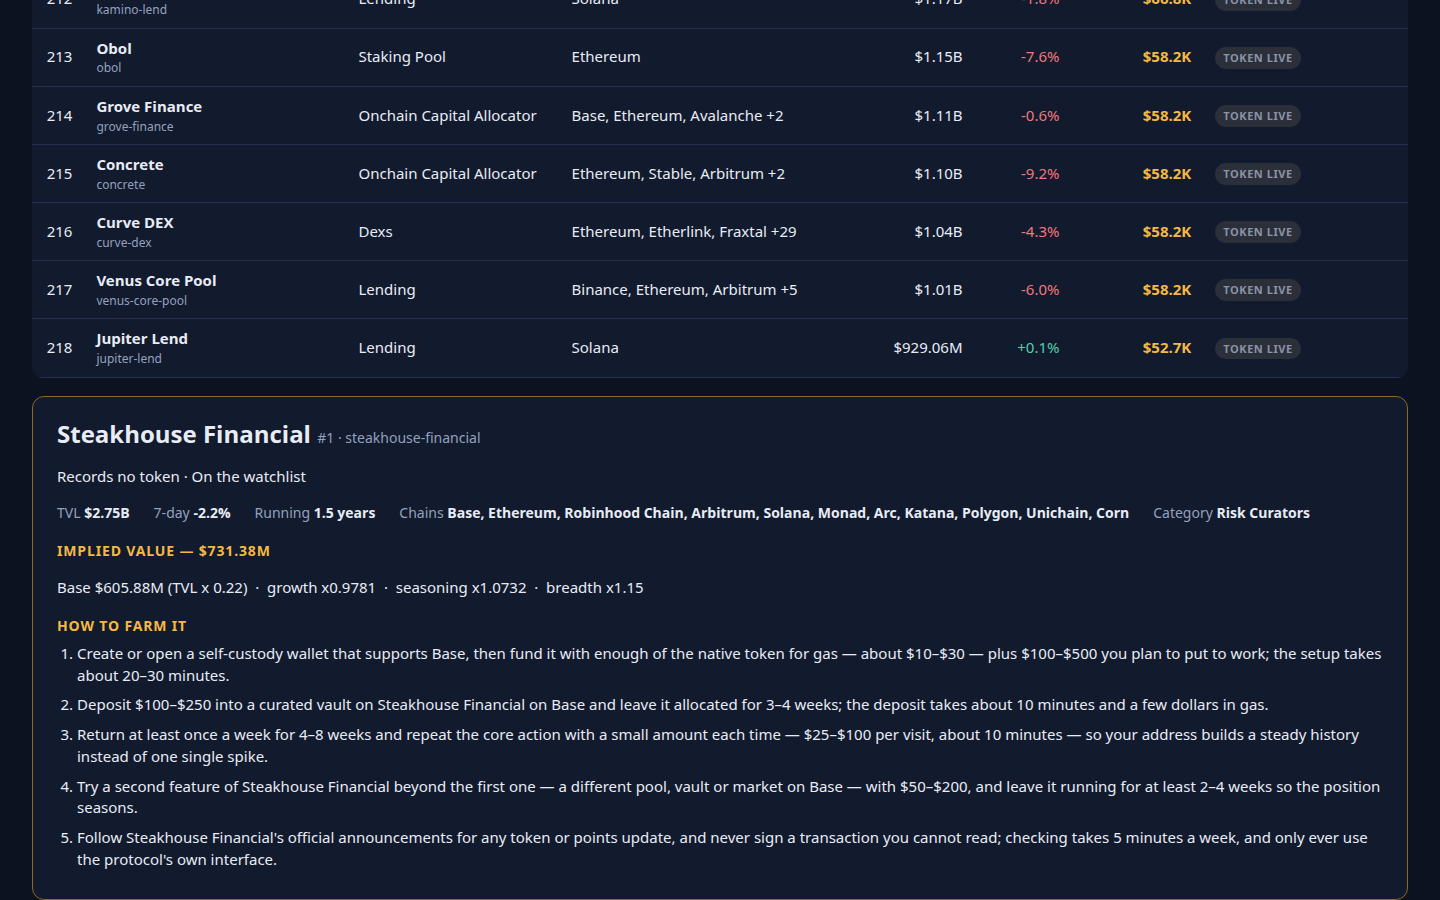 212 kamino-lend Lending Solana $1.17B -1.8% $60.8K TOKEN LIVE
213 Obol obol Staking Pool Ethereum $1.15B -7.6% $58.2K TOKEN LIVE
214 Grove Finance grove-finance Onchain Capital Allocator Base, Ethereum, Avalanche +2 $1.11B -0.6% $58.2K TOKEN LIVE
215 Concrete concrete Onchain Capital Allocator Ethereum, Stable, Arbitrum +2 $1.10B -9.2% $58.2K TOKEN LIVE
216 Curve DEX curve-dex Dexs Ethereum, Etherlink, Fraxtal +29 $1.04B -4.3% $58.2K TOKEN LIVE
217 Venus Core Pool venus-core-pool Lending Binance, Ethereum, Arbitrum +5 $1.01B -6.0% $58.2K TOKEN LIVE
218 Jupiter Lend jupiter-lend Lending Solana $929.06M +0.1% $52.7K TOKEN LIVE
Steakhouse Financial #1 · steakhouse-financial
Records no token · On the watchlist
TVL $2.75B 7-day -2.2% Running 1.5 years Chains Base, Ethereum, Robinhood Chain, Arbitrum, Solana, Monad, Arc, Katana, Polygon, Unichain, Corn Category Risk Curators
IMPLIED VALUE — $731.38M
Base $605.88M (TVL x 0.22) · growth x0.9781 · seasoning x1.0732 · breadth x1.15
HOW TO FARM IT
1. Create or open a self-custody wallet that supports Base, then fund it with enough of the native token for gas — about $10–$30 — plus $100–$500 you plan to put to work; the setup takes
about 20–30 minutes.
2. Deposit $100–$250 into a curated vault on Steakhouse Financial on Base and leave it allocated for 3–4 weeks; the deposit takes about 10 minutes and a few dollars in gas.
3. Return at least once a week for 4–8 weeks and repeat the core action with a small amount each time — $25–$100 per visit, about 10 minutes — so your address builds a steady history
instead of one single spike.
4. Try a second feature of Steakhouse Financial beyond the first one — a different pool, vault or market on Base — with $50–$200, and leave it running for at least 2–4 weeks so the position
seasons.
5. Follow Steakhouse Financial's official announcements for any token or points update, and never sign a transaction you cannot read; checking takes 5 minutes a week, and only ever use
the protocol's own interface.